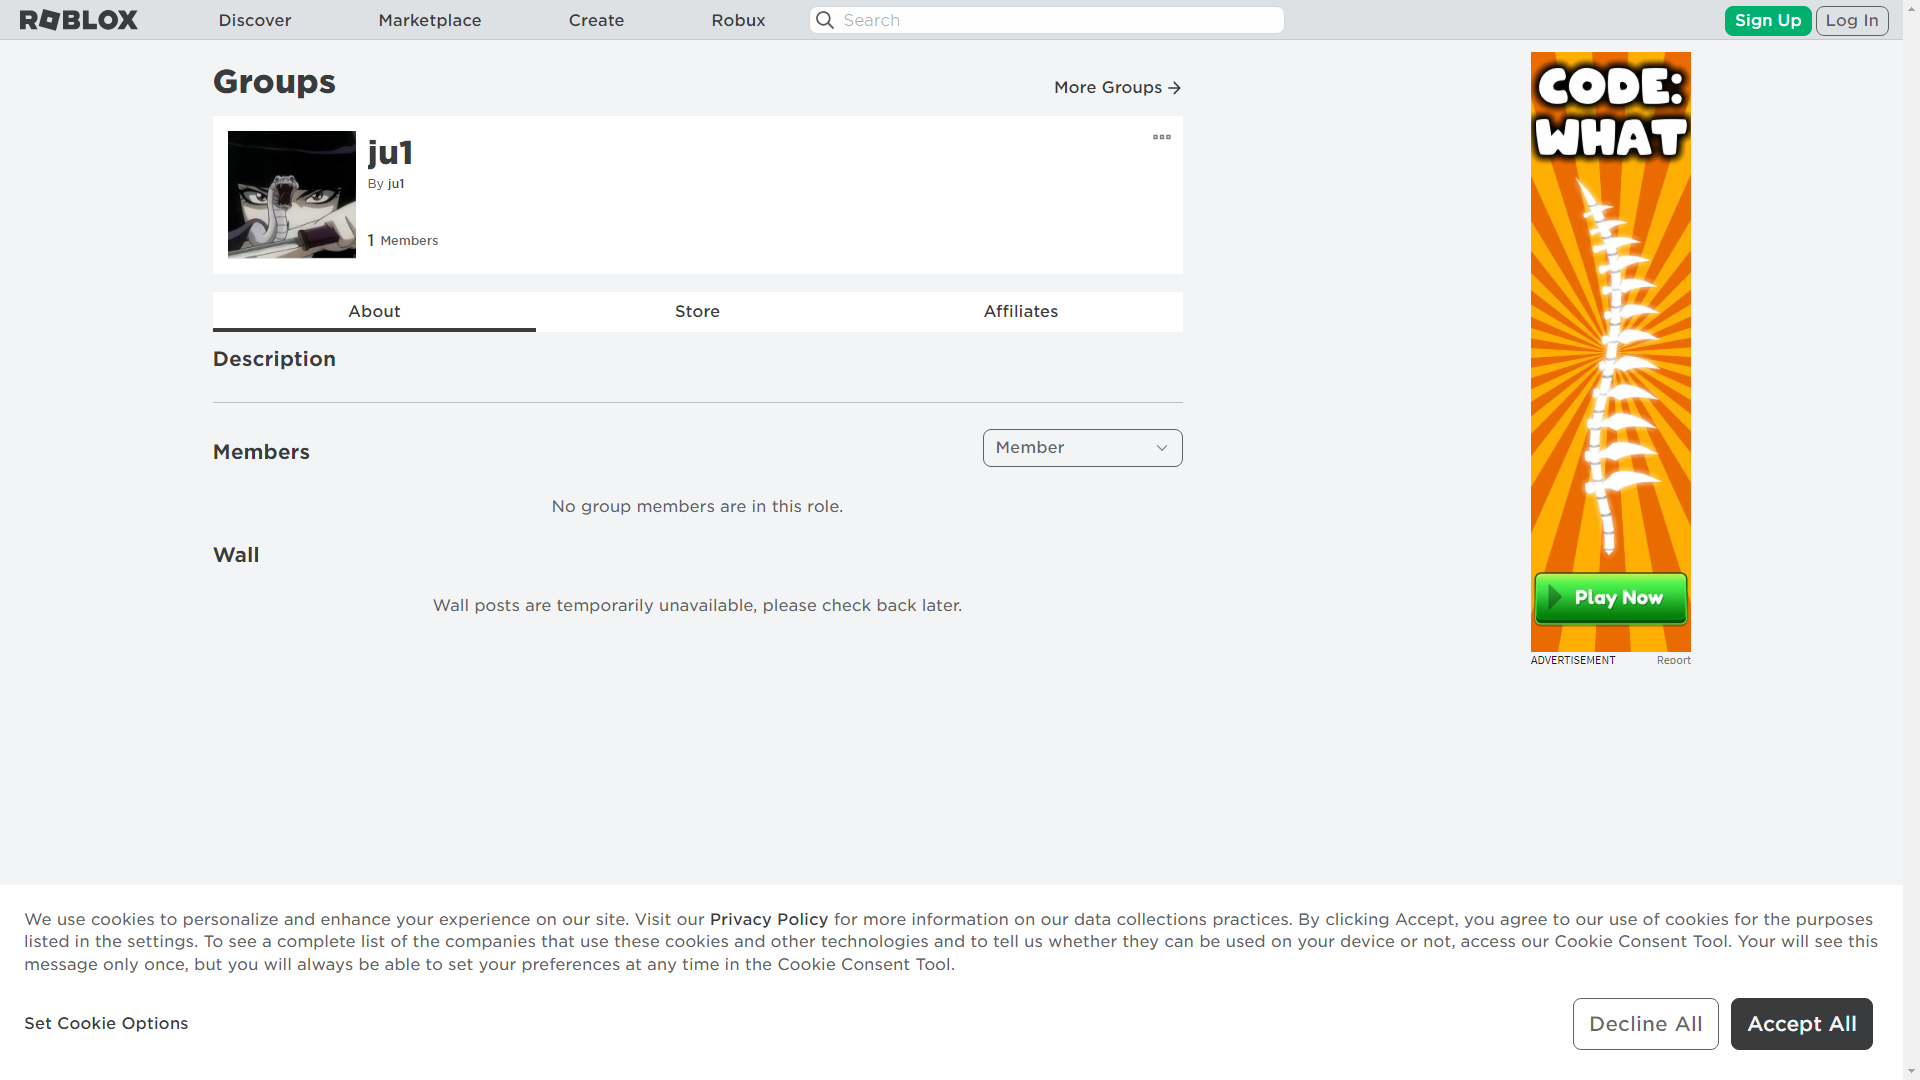 ROBLOX
Discover
Marketplace
Create
Robux
Search
Sign Up
Log In
Groups
More Groups
ju1
By ju1
1 Members
About
Store
Affiliates
Description
Members
Member
No group members are in this role.
Wall
Wall posts are temporarily unavailable, please check back later.
CODE:
WHAT
Play Now
ADVERTISEMENT
Report
We use cookies to personalize and enhance your experience on our site. Visit our Privacy Policy for more information on our data collections practices. By clicking Accept, you agree to our use of cookies for the purposes
listed in the settings. To see a complete list of the companies that use these cookies and other technologies and to tell us whether they can be used on your device or not, access our Cookie Consent Tool. Your will see this
message only once, but you will always be able to set your preferences at any time in the Cookie Consent Tool.
Set Cookie Options
Decline All
Accept All